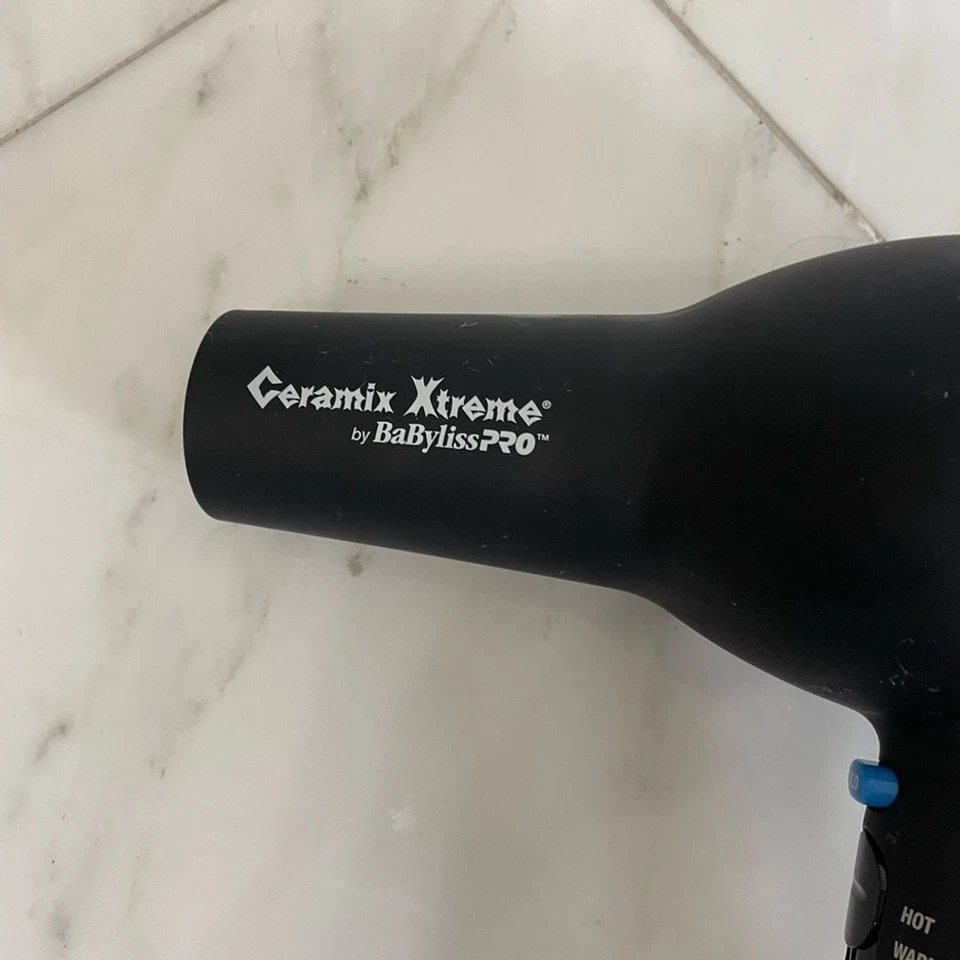 Ceramix Xtreme®
by BaBylissPRO™
HOT